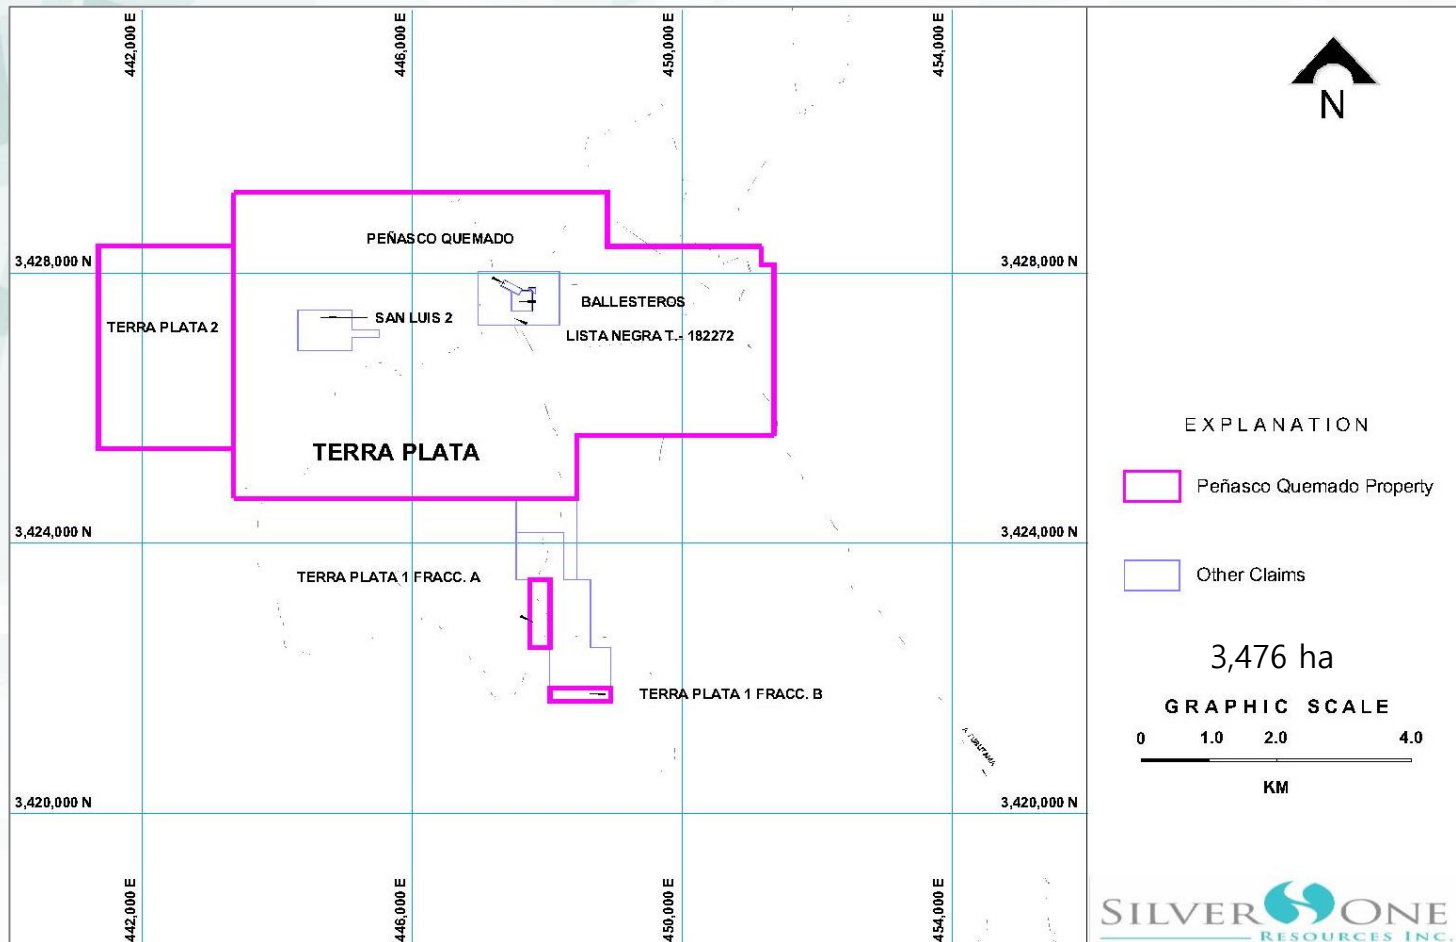 442,000 E
446,000 E
450,000 E
454,000 E
N
PEÑASCO QUEMADO
3,428,000 N
3,428,000 N
BALLESTEROS
SAN LUIS 2
TERRA PLATA 2
LISTA NEGRA T.- 182272
TERRA PLATA
EXPLANATION
Peñasco Quemado Property
3,424,000 N
3,424,000 N
TERRA PLATA 1 FRACC. A
Other Claims
3,476 ha
TERRA PLATA 1 FRACC. B
GRAPHIC SCALE
0 1.0 2.0 4.0
KM
3,420,000 N
3,420,000 N
442,000 E
446,000 E
450,000 E
454,000 E
SILVER ONE
RESOURCES INC.